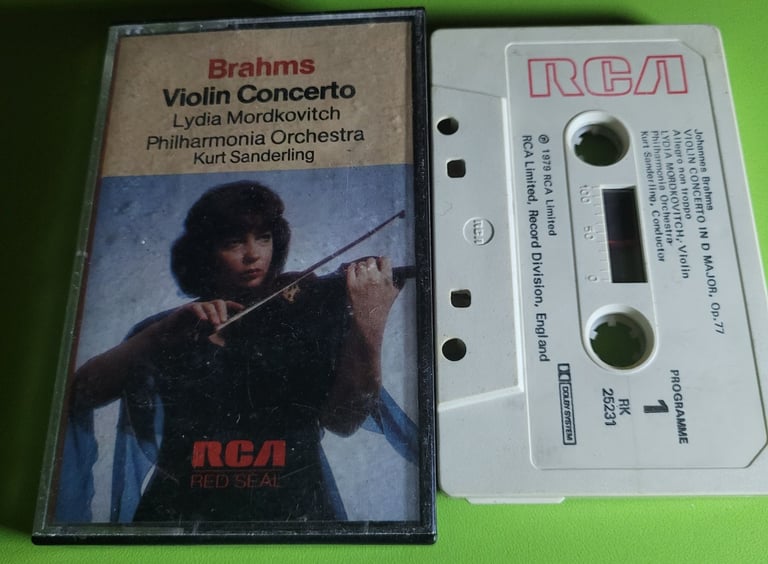 Brahms
Violin Concerto
Lydia Mordkovitch
Philharmonia Orchestra
Kurt Sanderling
RCA
RED SEAL
RCA
Johannes Brahms
VIOLIN CONCERTO IN D MAJOR, Op.77
Allegro non troppo
LYDIA MORDKOVITCH, Violin
Philharmonia Orchestra
Kurt Sanderling, Conductor
100 50 0
RCA
℗ 1979 RCA Limited
RCA Limited, Record Division, England
PROGRAMME
1
RK
25231
DOLBY SYSTEM